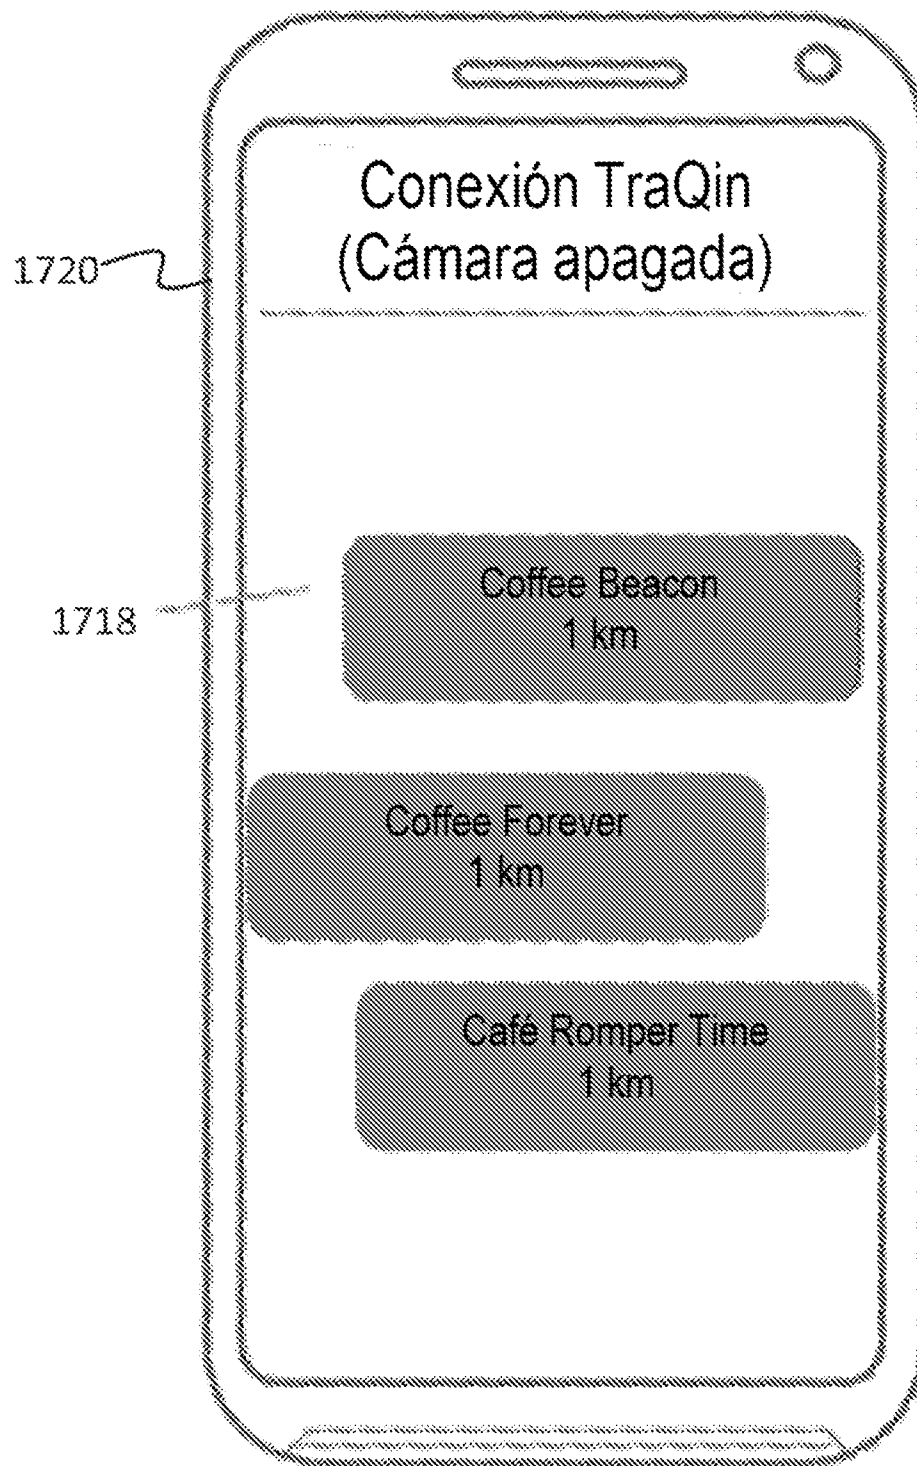 Conexión TraQin
(Cámara apagada)
1720
Coffee Beacon
1 km
1718
Coffee Forever
1 km
Café Romper Time
1 km